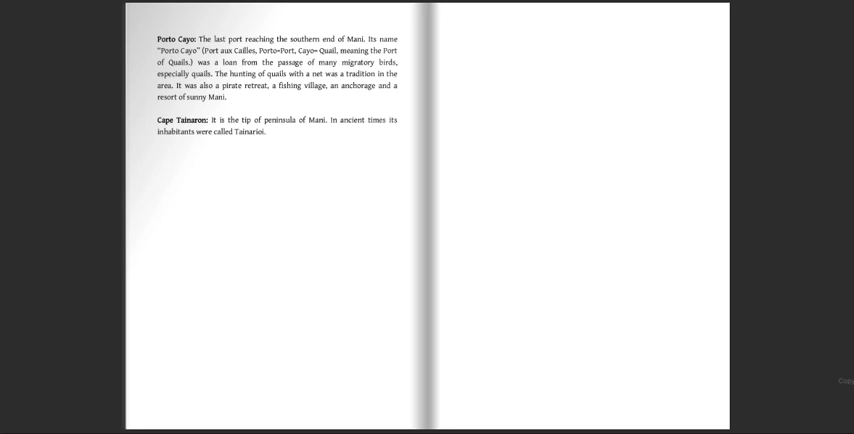 Porto Cayo: The last port reaching the southern end of Mani. Its name
"Porto Cayo" (Port aux Cailles, Porto=Port, Cayo= Quail, meaning the Port
of Quails.) was a loan from the passage of many migratory birds,
especially quails. The hunting of quails with a net was a tradition in the
area. It was also a pirate retreat, a fishing village, an anchorage and a
resort of sunny Mani.
Cape Tainaron: It is the tip of peninsula of Mani. In ancient times its
inhabitants were called Tainarioi.
Copy